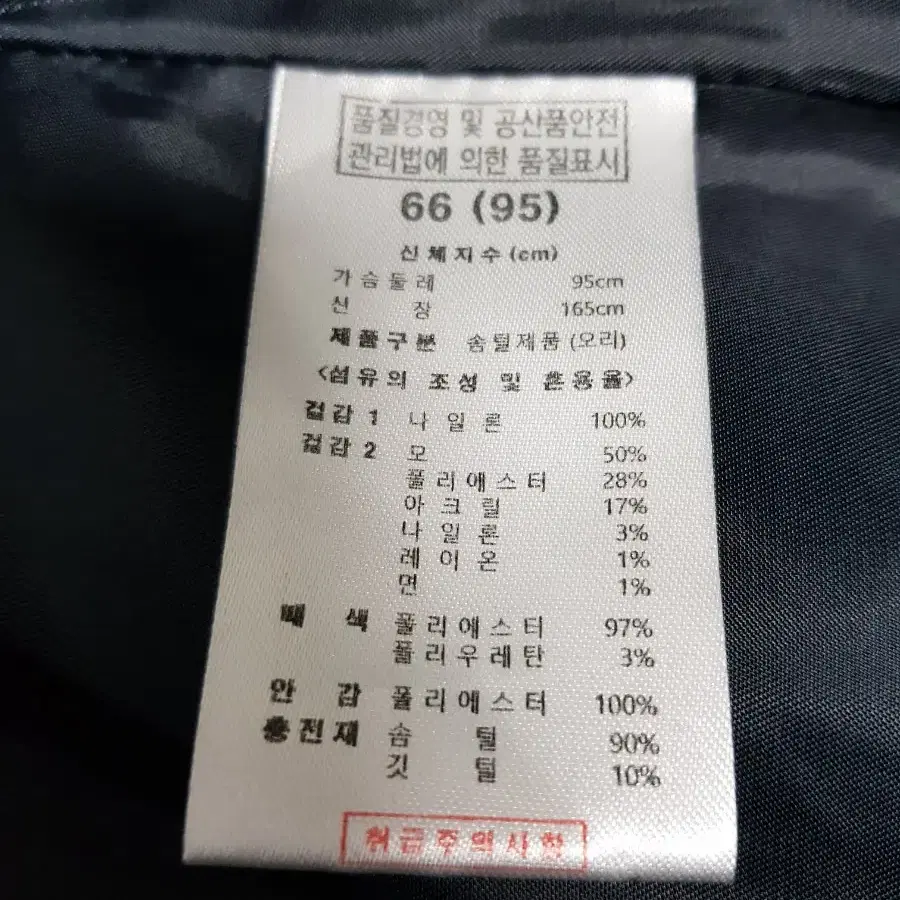 품질경영 및 공산품안전
관리법에 의한 품질표시
66 (95)
신체지수 (cm)
가슴둘레 95cm
신장 165cm
제품구분 솜털제품 (오리)
<섬유의 조성 및 혼용율>
겉감 1 나일론 100%
겉감 2 모 50%
폴리애스터 28%
아크릴 17%
나일론 3%
레이온 1%
면 1%
배색 폴리에스터 97%
폴리우레탄 3%
안감 폴리에스터 100%
충전재 솜털 90%
깃털 10%
취급주의사항